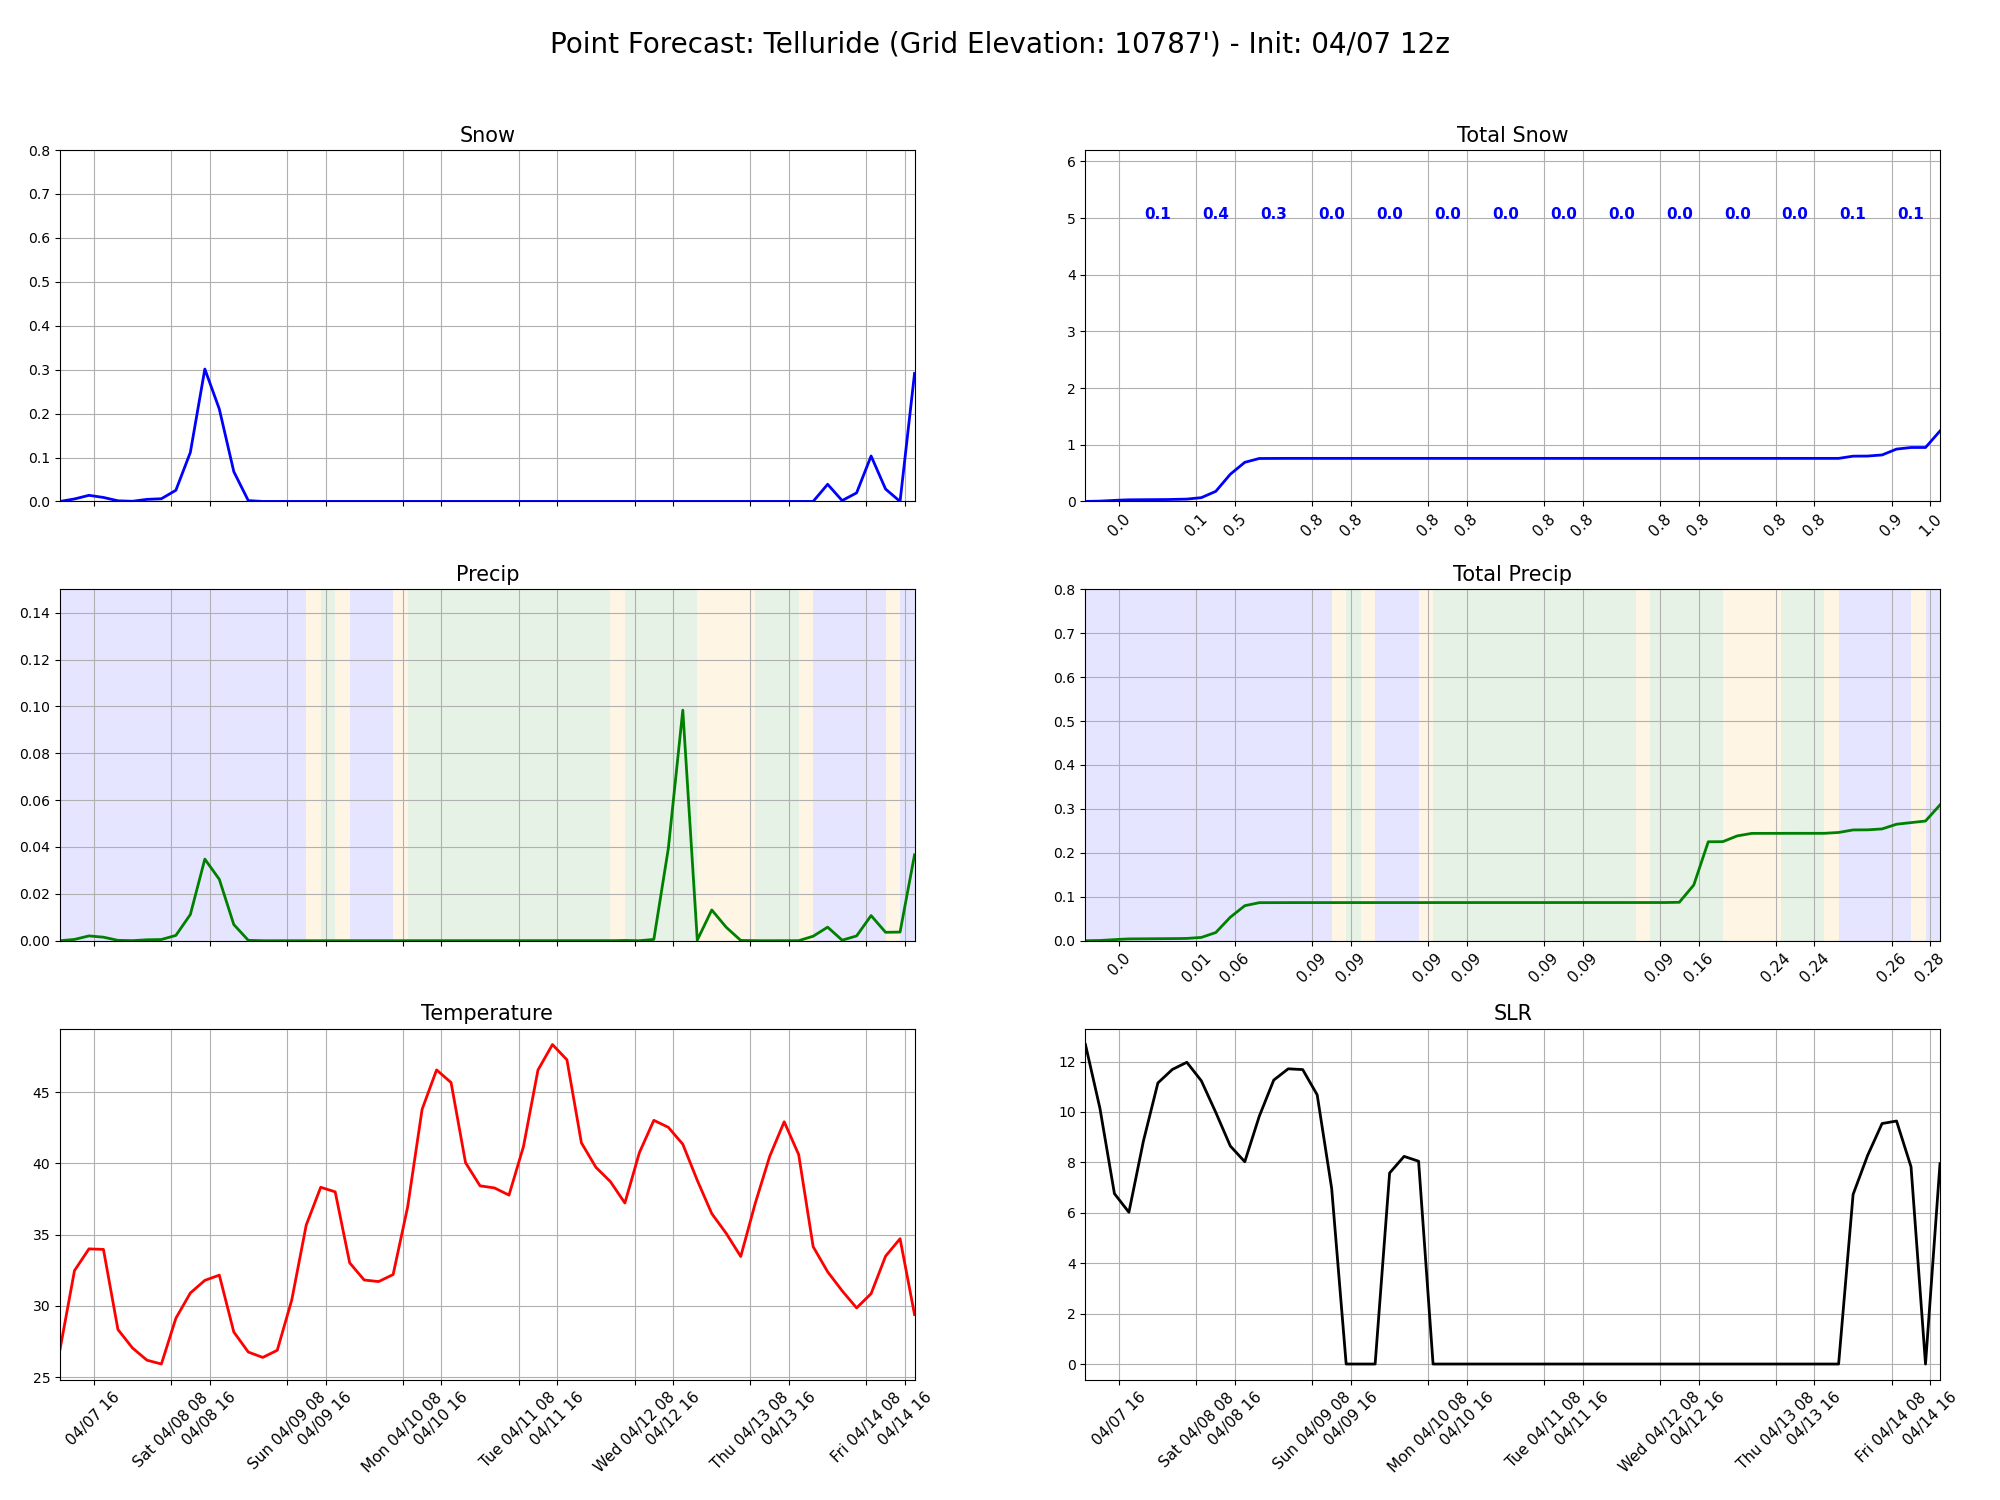 Point Forecast: Telluride (Grid Elevation: 10787') - Init: 04/07 12z
Snow
0.8
0.7
0.6
0.5
0.4
0.3
0.2
0.1
0.0
Total Snow
6
5
4
3
2
1
0
0.1 0.4 0.3 0.0 0.0 0.0 0.0 0.0 0.0 0.0 0.0 0.0 0.1 0.1
0.0 0.1 0.5 0.8 0.8 0.8 0.8 0.8 0.8 0.8 0.8 0.8 0.8 0.9 1.0
Precip
0.14
0.12
0.10
0.08
0.06
0.04
0.02
0.00
Total Precip
0.8
0.7
0.6
0.5
0.4
0.3
0.2
0.1
0.0
0.0 0.01 0.06 0.09 0.09 0.09 0.09 0.09 0.09 0.09 0.16 0.24 0.24 0.26 0.28
Temperature
45
40
35
30
25
04/07 16
Sat 04/08 08
04/08 16
Sun 04/09 08
04/09 16
Mon 04/10 08
04/10 16
Tue 04/11 08
04/11 16
Wed 04/12 08
04/12 16
Thu 04/13 08
04/13 16
Fri 04/14 08
04/14 16
SLR
12
10
8
6
4
2
0
04/07 16
Sat 04/08 08
04/08 16
Sun 04/09 08
04/09 16
Mon 04/10 08
04/10 16
Tue 04/11 08
04/11 16
Wed 04/12 08
04/12 16
Thu 04/13 08
04/13 16
Fri 04/14 08
04/14 16